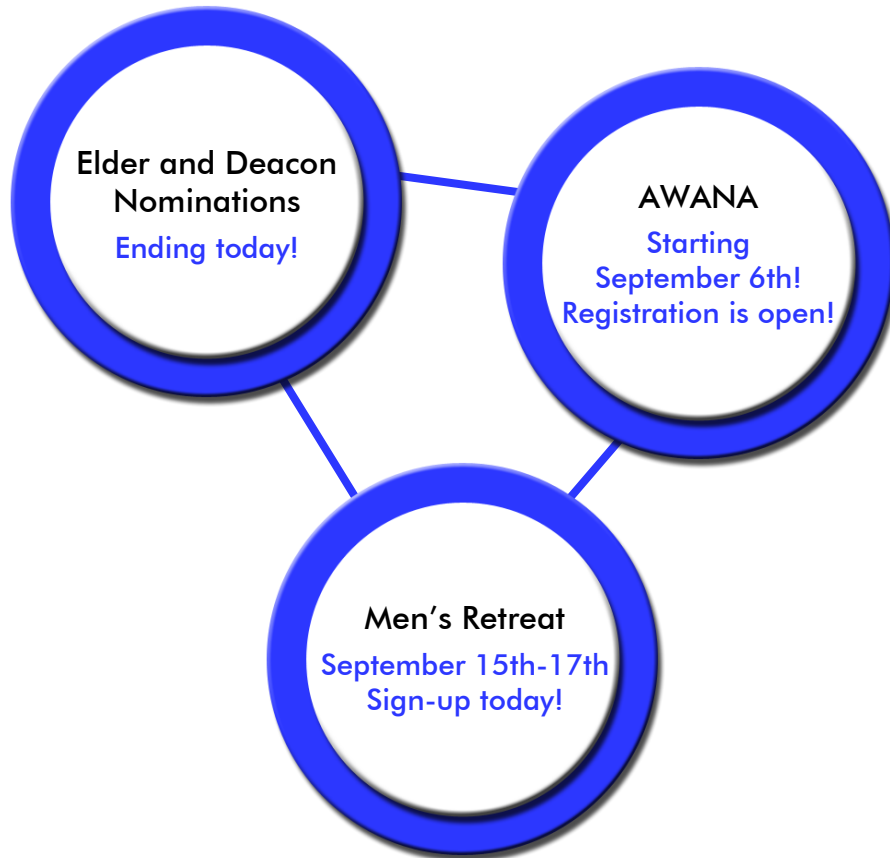 Elder and Deacon
Nominations
Ending today!
AWANA
Starting
September 6th!
Registration is open!
Men’s Retreat
September 15th-17th
Sign-up today!